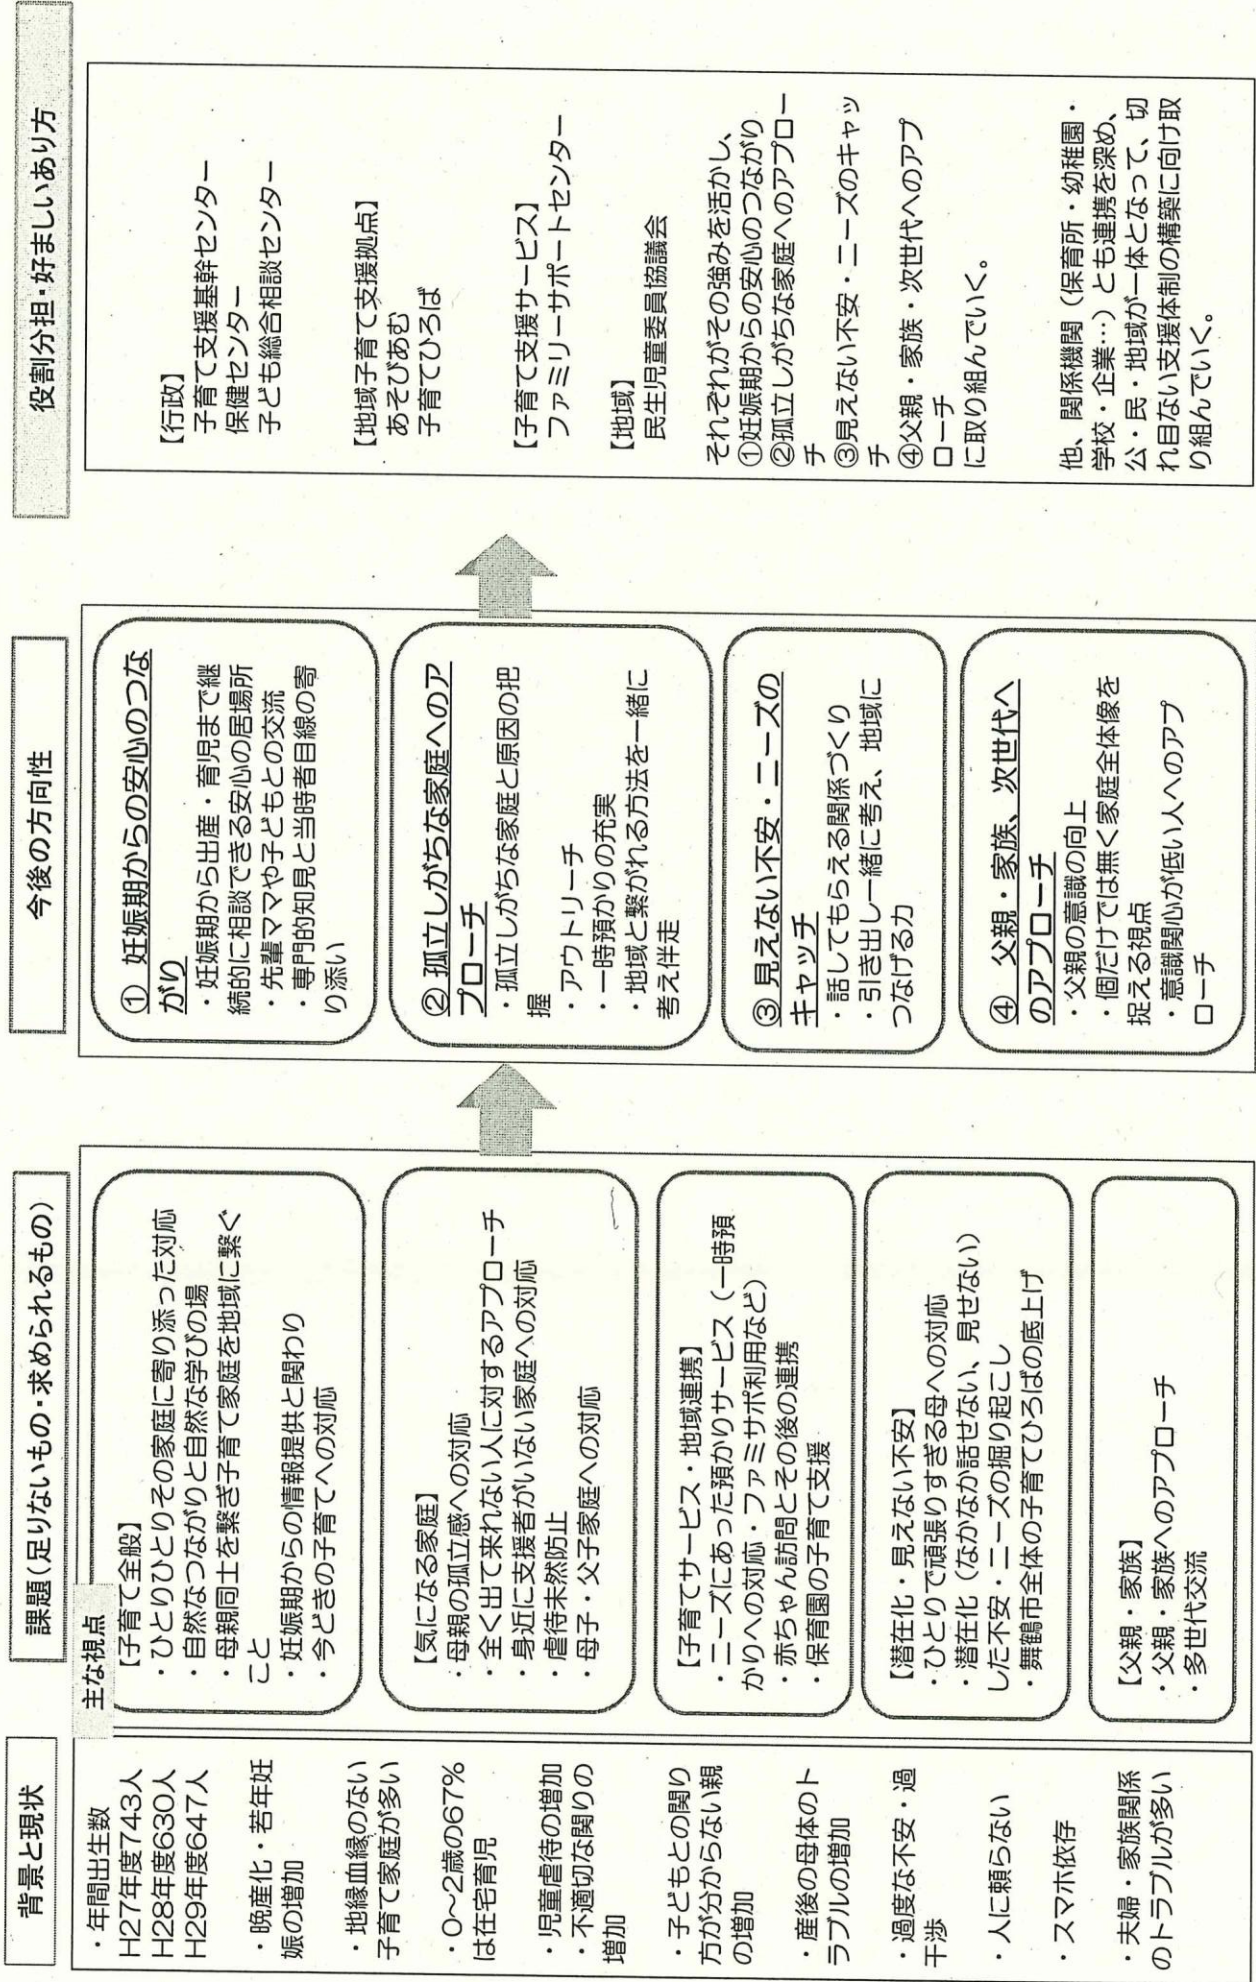 背景と現状
・年間出生数
H27年度743人
H28年度630人
H29年度647人
・晩産化・若年妊
娠の増加
・地縁血縁のない
子育て家庭が多い
・0～2歳の67%
は在宅育児
・児童虐待の増加
・不適切な関りの
増加
・子どもとの関り
方が分からない親
の増加
・産後の母体のト
ラブルの増加
・過度な不安・過
干渉
・人に頼らない
・スマホ依存
・夫婦・家族関係
のトラブルが多い
課題(足りないもの・求められるもの)
主な視点
【子育て全般】
・ひとりひとりその家庭に寄り添った対応
・自然なつながりと自然な学びの場
・母親同士を繋ぎ子育て家庭を地域に繋ぐ
こと
・妊娠期からの情報提供と関わり
・今どきの子育てへの対応
【気になる家庭】
・母親の孤立感への対応
・全く出て来れない人に対するアプローチ
・身近に支援者がいない家庭への対応
・虐待未然防止
・母子・父子家庭への対応
【子育てサービス・地域連携】
・ニーズにあった預かりサービス（一時預
かりへの対応・ファミサポ利用など）
・赤ちゃん訪問とその後の連携
・保育園の子育て支援
【潜在化・見えない不安】
・ひとりで頑張りすぎる母への対応
・潜在化（なかなか話せない、見せない）
した不安・ニーズの掘り起こし
・舞鶴市全体の子育てひろばの底上げ
【父親・家族】
・父親・家族へのアプローチ
・多世代交流
今後の方向性
①　妊娠期からの安心のつな
がり
・妊娠期から出産・育児まで継
続的に相談できる安心の居場所
・先輩ママや子どもとの交流
・専門的知見と当時者目線の寄
り添い
②孤立しがちな家庭へのア
プローチ
・孤立しがちな家庭と原因の把
握
・アウトリーチ
・一時預かりの充実
・地域と繋がれる方法を一緒に
考え伴走
③見えない不安・ニーズの
キャッチ
・話してもらえる関係づくり
・引き出し一緒に考え、地域に
つなげる力
④　父親・家族、次世代へ
のアプローチ
・父親の意識の向上
・個だけでは無く家庭全体像を
捉える視点
・意識関心が低い人へのアプ
ローチ
役割分担・好ましいあり方
【行政】
子育て支援基幹センター
保健センター
子ども総合相談センター
【地域子育て支援拠点】
あそびあむ
子育てひろば
【子育て支援サービス】
ファミリーサポートセンター
【地域】
民生児童委員協議会
それぞれがその強みを活かし、
①妊娠期からの安心のつながり
②孤立しがちな家庭へのアプロー
チ
③見えない不安・ニーズのキャッ
チ
④父親・家族・次世代へのアプ
ローチ
に取り組んでいく。
他、関係機関（保育所・幼稚園・
学校・企業…）とも連携を深め、
公・民・地域が一体となって、切
れ目ない支援体制の構築に向け取
り組んでいく。